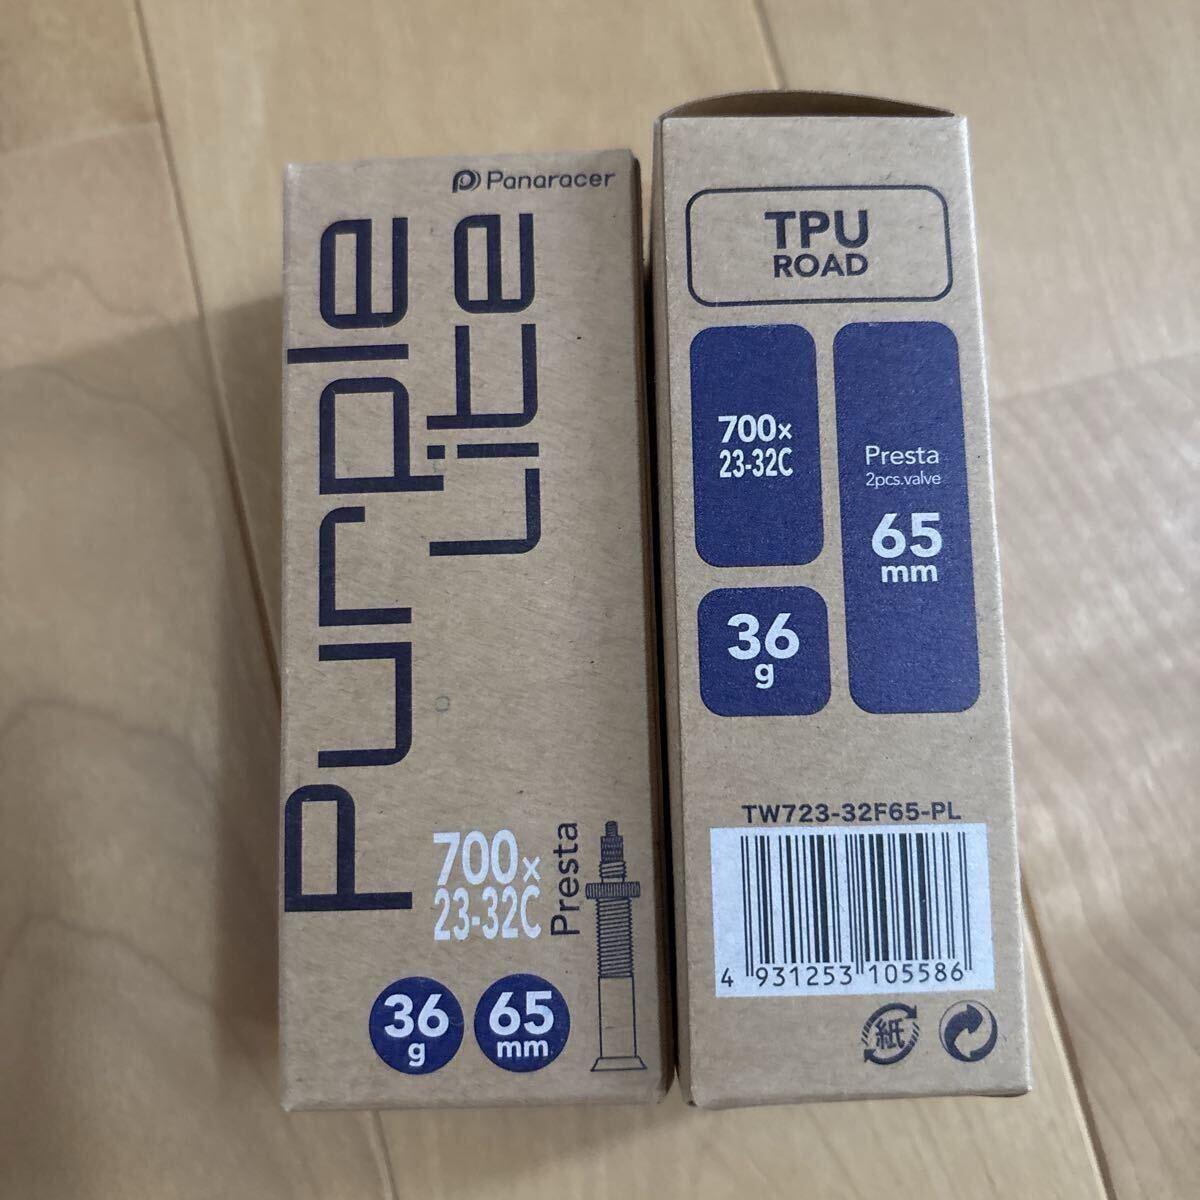 Panaracer
Purple
Lite
700×
23-32C
Presta
36
g
65
mm
TPU
ROAD
700×
23-32C
Presta
2pcs.valve
65
mm
36
g
TW723-32F65-PL
4 931253 105586
紙